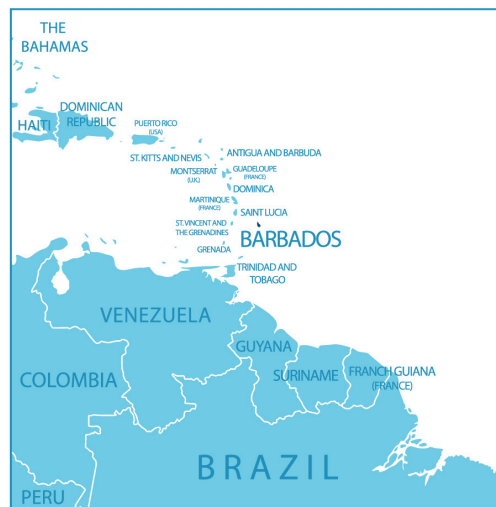 THE
BAHAMAS
DOMINICAN
REPUBLIC
HAITI
PUERTO RICO
(USA)
ST. KITTS AND NEVIS
ANTIGUA AND BARBUDA
MONTSERRAT
(U.K.)
GUADELOUPE
(FRANCE)
DOMINICA
MARTINIQUE
(FRANCE)
SAINT LUCIA
ST. VINCENT AND
THE GRENADINES
BARBADOS
GRENADA
TRINIDAD AND
TOBAGO
VENEZUELA
GUYANA
COLOMBIA
SURINAME
FRANCH GUIANA
(FRANCE)
BRAZIL
PERU